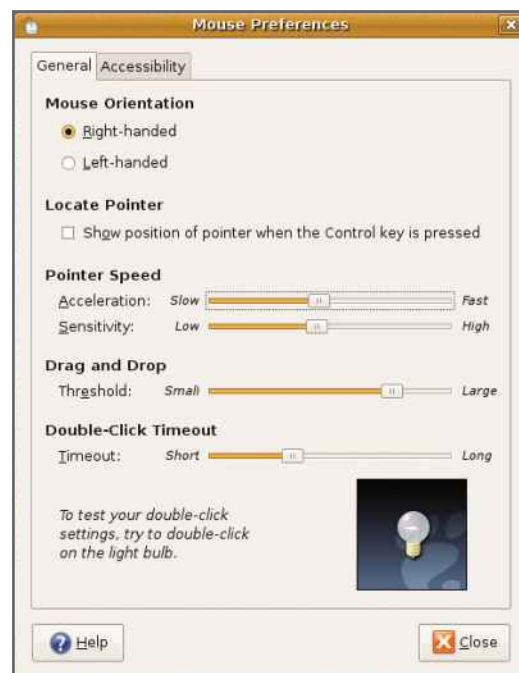 Mouse Preferences
General Accessibility
Mouse Orientation
Right-handed
Left-handed
Locate Pointer
Show position of pointer when the Control key is pressed
Pointer Speed
Acceleration: Slow Fast
Sensitivity: Low High
Drag and Drop
Threshold: Small Large
Double-Click Timeout
Timeout: Short Long
To test your double-click
settings, try to double-click
on the light bulb.
Help Close